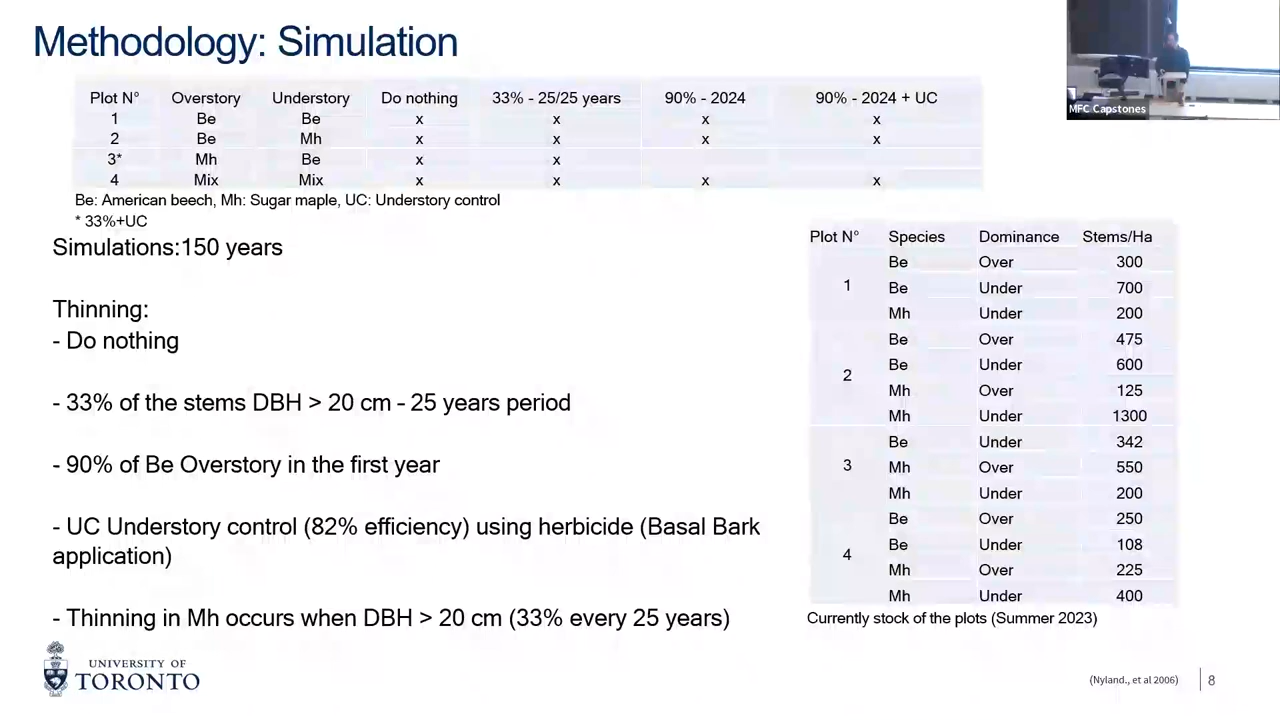 Methodology: Simulation
MFC Capstones
Plot N° Overstory Understory Do nothing 33% - 25/25 years 90% - 2024 90% - 2024 + UC
1 Be Be x x x x
2 Be Mh x x x x
3* Mh Be x x
4 Mix Mix x x x x
Be: American beech, Mh: Sugar maple, UC: Understory control
* 33%+UC
Simulations:150 years
Thinning:
- Do nothing
- 33% of the stems DBH > 20 cm – 25 years period
- 90% of Be Overstory in the first year
- UC Understory control (82% efficiency) using herbicide (Basal Bark
application)
- Thinning in Mh occurs when DBH > 20 cm (33% every 25 years)
Plot N° Species Dominance Stems/Ha
Be Over 300
1 Be Under 700
Mh Under 200
Be Over 475
2 Be Under 600
Mh Over 125
Mh Under 1300
Be Under 342
3 Mh Over 550
Mh Under 200
Be Over 250
4 Be Under 108
Mh Over 225
Mh Under 400
Currently stock of the plots (Summer 2023)
UNIVERSITY OF
TORONTO
(Nyland., et al 2006) 8